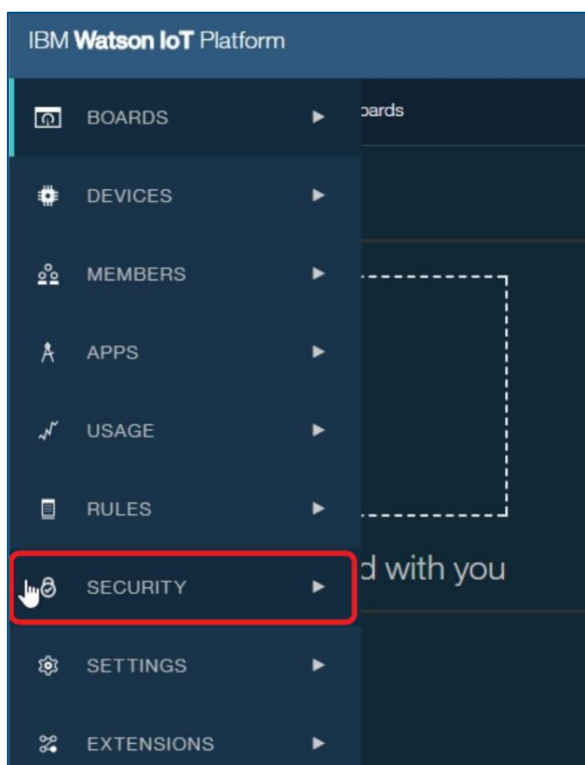 IBM Watson IoT Platform
BOARDS
oards
DEVICES
MEMBERS
APPS
USAGE
RULES
SECURITY
d with you
SETTINGS
EXTENSIONS